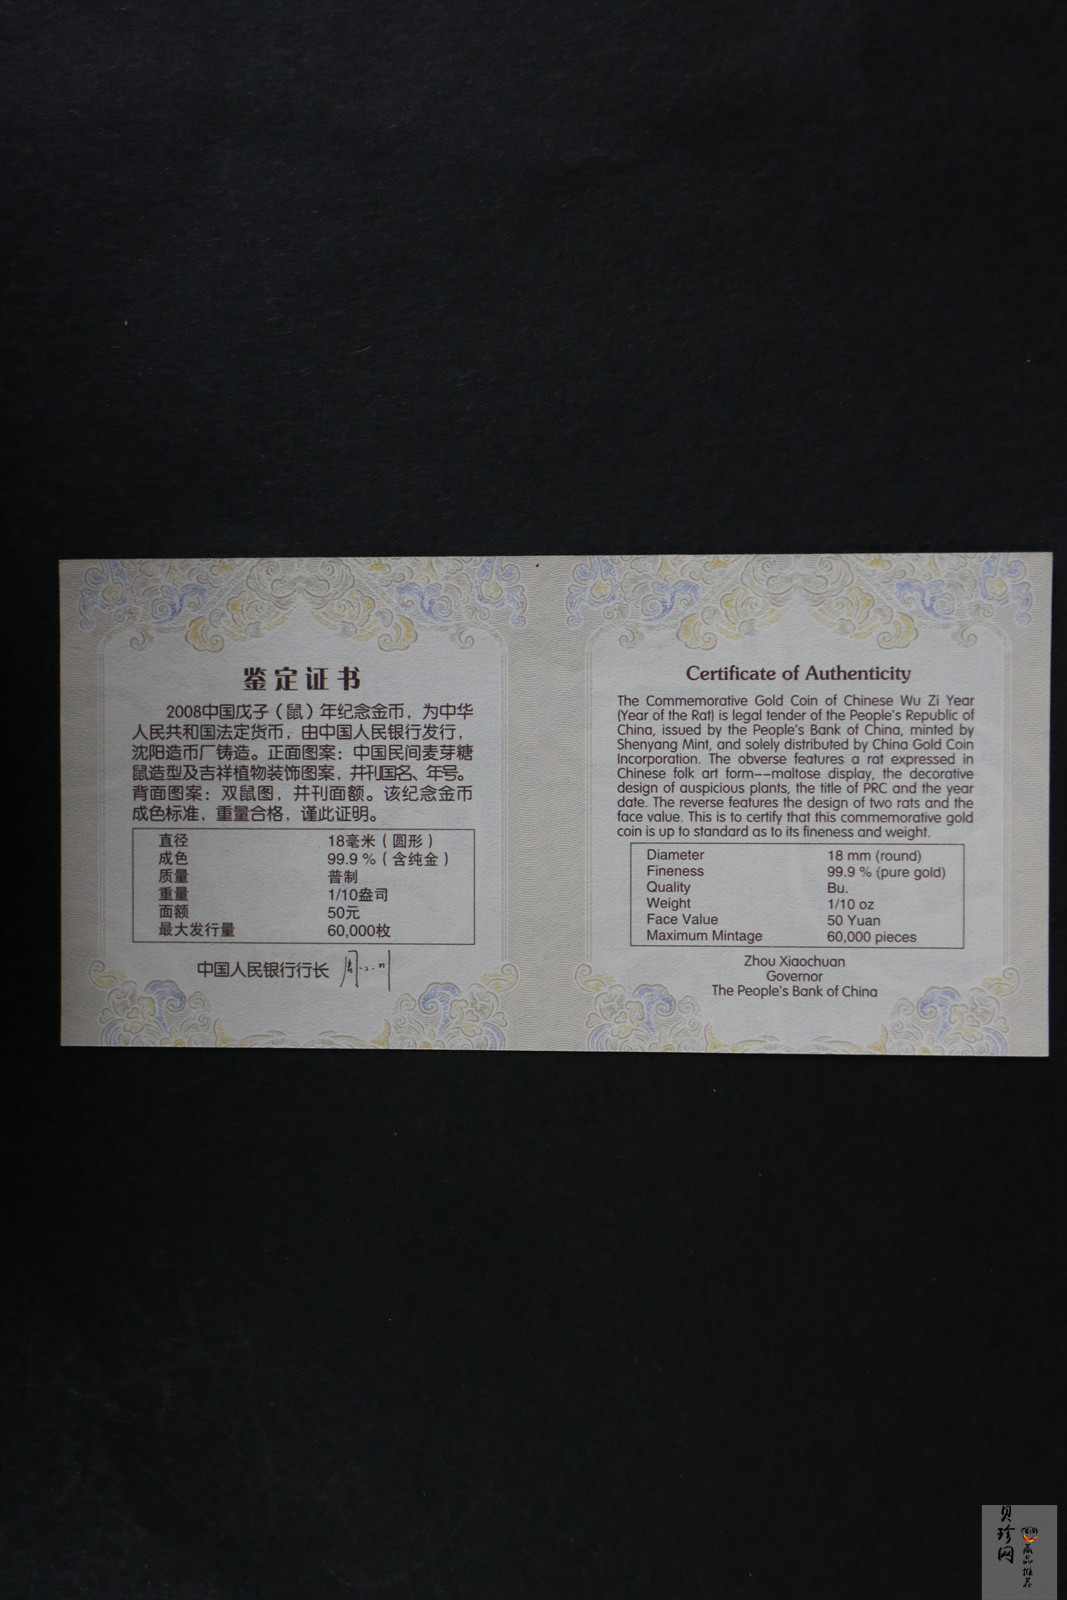 鉴定证书
2008中国戊子（鼠）年纪念金币，为中华
人民共和国法定货币，由中国人民银行发行，
沈阳造币厂铸造。正面图案：中国民间麦芽糖
鼠造型及吉祥植物装饰图案，并刊国名、年号。
背面图案：双鼠图，并刊面额。该纪念金币
成色标准，重量合格，谨此证明。
直径 18毫米（圆形）
成色 99.9％（含纯金）
质量 普制
重量 1/10盎司
面额 50元
最大发行量 60,000枚
中国人民银行行长
Certificate of Authenticity
The Commemorative Gold Coin of Chinese Wu Zi Year
(Year of the Rat) is legal tender of the People's Republic of
China, issued by the People's Bank of China, minted by
Shenyang Mint, and solely distributed by China Gold Coin
Incorporation. The obverse features a rat expressed in
Chinese folk art form--maltose display, the decorative
design of auspicious plants, the title of PRC and the year
date. The reverse features the design of two rats and the
face value. This is to certify that this commemorative gold
coin is up to standard as to its fineness and weight.
Diameter 18 mm (round)
Fineness 99.9 % (pure gold)
Quality Bu.
Weight 1/10 oz
Face Value 50 Yuan
Maximum Mintage 60,000 pieces
Zhou Xiaochuan
Governor
The People's Bank of China
贝珍网
藏品推荐